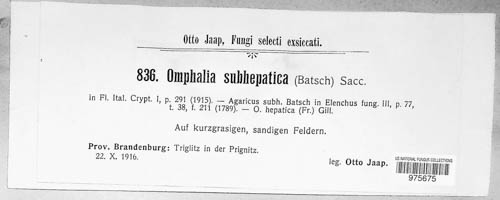 Otto Jaap, Fungi selecti exsiccati.
836. Omphalia subhepatica (Batsch) Sacc.
in Fl. Ital. Crypt. I, p. 291 (1915). — Agaricus subh. Batsch in Elenchus fung. III, p. 77,
t. 38, f. 211 (1789). — O. hepatica (Fr.) Gill.
Auf kurzgrasigen, sandigen Feldern.
Prov. Brandenburg: Triglitz in der Prignitz.
22. X. 1916.
leg. Otto Jaap.
US NATIONAL FUNGUS COLLECTIONS
975675